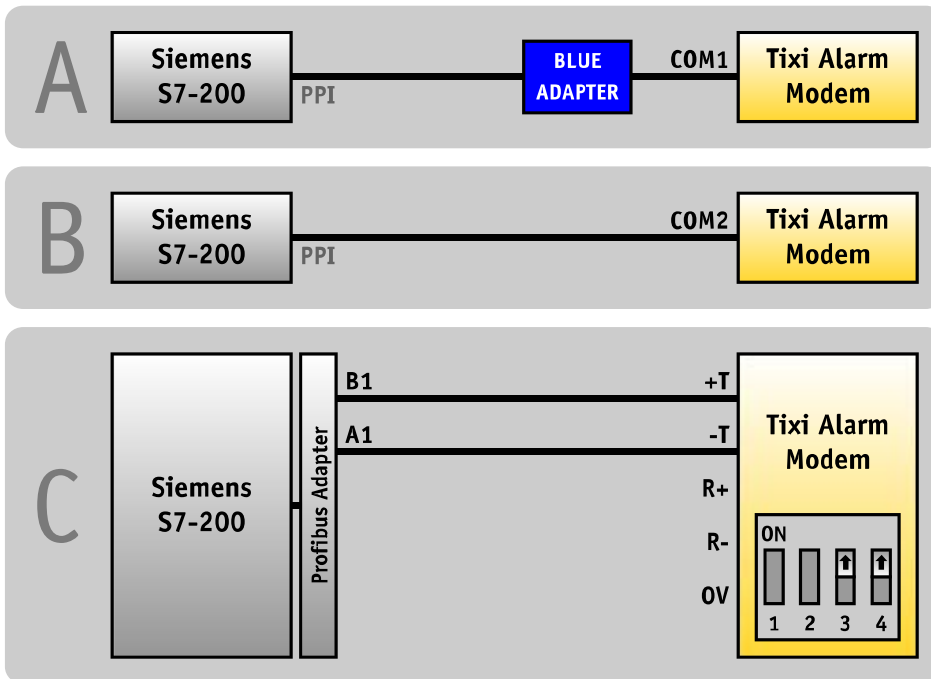 A
Siemens
S7-200
PPI
BLUE
ADAPTER
COM1
Tixi Alarm
Modem
B
Siemens
S7-200
PPI
COM2
Tixi Alarm
Modem
C
Siemens
S7-200
Profibus Adapter
B1
A1
+T
-T
R+
R-
0V
Tixi Alarm
Modem
ON
1 2 3 4